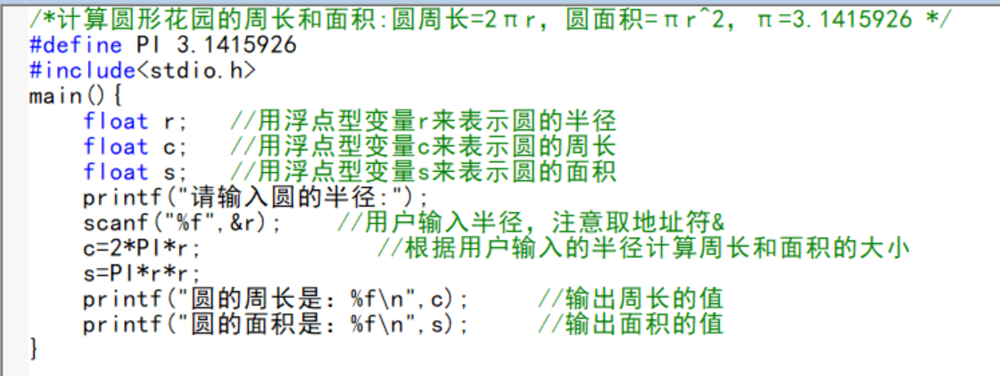 /*计算圆形花园的周长和面积:圆周长=2πr，圆面积=πr^2，π=3.1415926 */
#define PI 3.1415926
#include<stdio.h>
main(){
    float r;   //用浮点型变量r来表示圆的半径
    float c;   //用浮点型变量c来表示圆的周长
    float s;   //用浮点型变量s来表示圆的面积
    printf("请输入圆的半径:");
    scanf("%f",&r);    //用户输入半径，注意取地址符&
    c=2*PI*r;             //根据用户输入的半径计算周长和面积的大小
    s=PI*r*r;
    printf("圆的周长是：%f\n",c);     //输出周长的值
    printf("圆的面积是：%f\n",s);     //输出面积的值
}